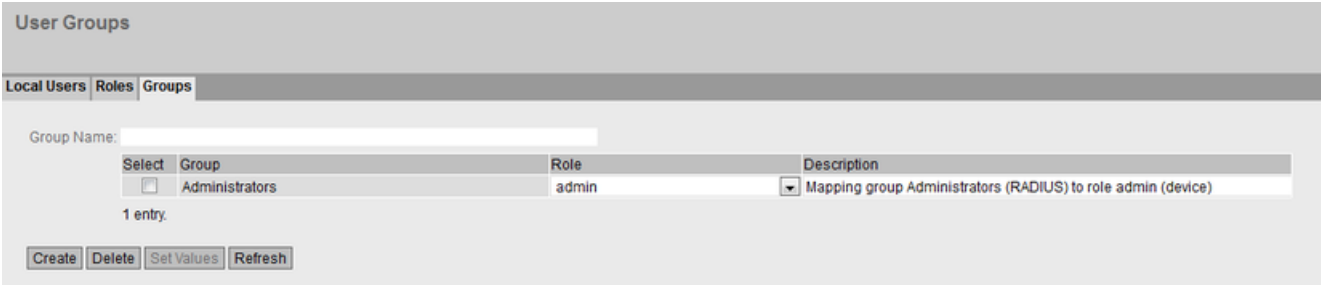 User Groups
Local Users Roles Groups
Group Name:
Select Group Role Description
Administrators admin Mapping group Administrators (RADIUS) to role admin (device)
1 entry.
Create Delete Set Values Refresh